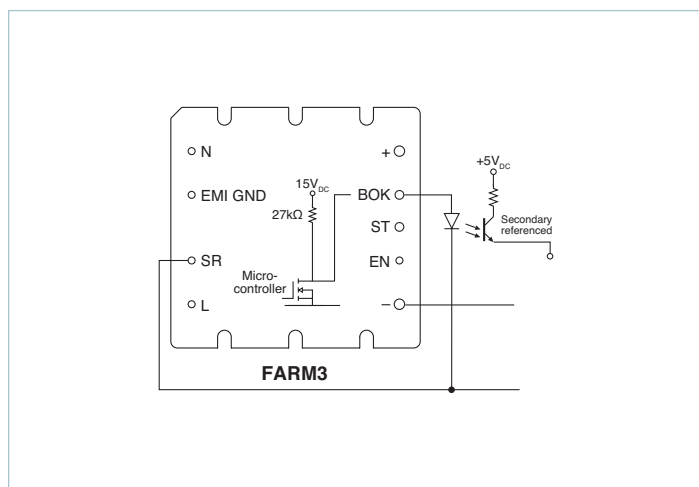 N
EMI GND
SR
L
15VDC
27kΩ
Micro-
controller
+
BOK
ST
EN
–
+5VDC
Secondary
referenced
FARM3